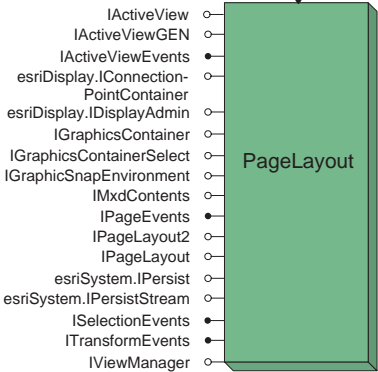 IActiveView
IActiveViewGEN
IActiveViewEvents
esriDisplay.IConnection-
PointContainer
esriDisplay.IDisplayAdmin
IGraphicsContainer
IGraphicsContainerSelect
IGraphicSnapEnvironment
IMxdContents
IPageEvents
IPageLayout2
IPageLayout
esriSystem.IPersist
esriSystem.IPersistStream
ISelectionEvents
ITransformEvents
IViewManager
PageLayout